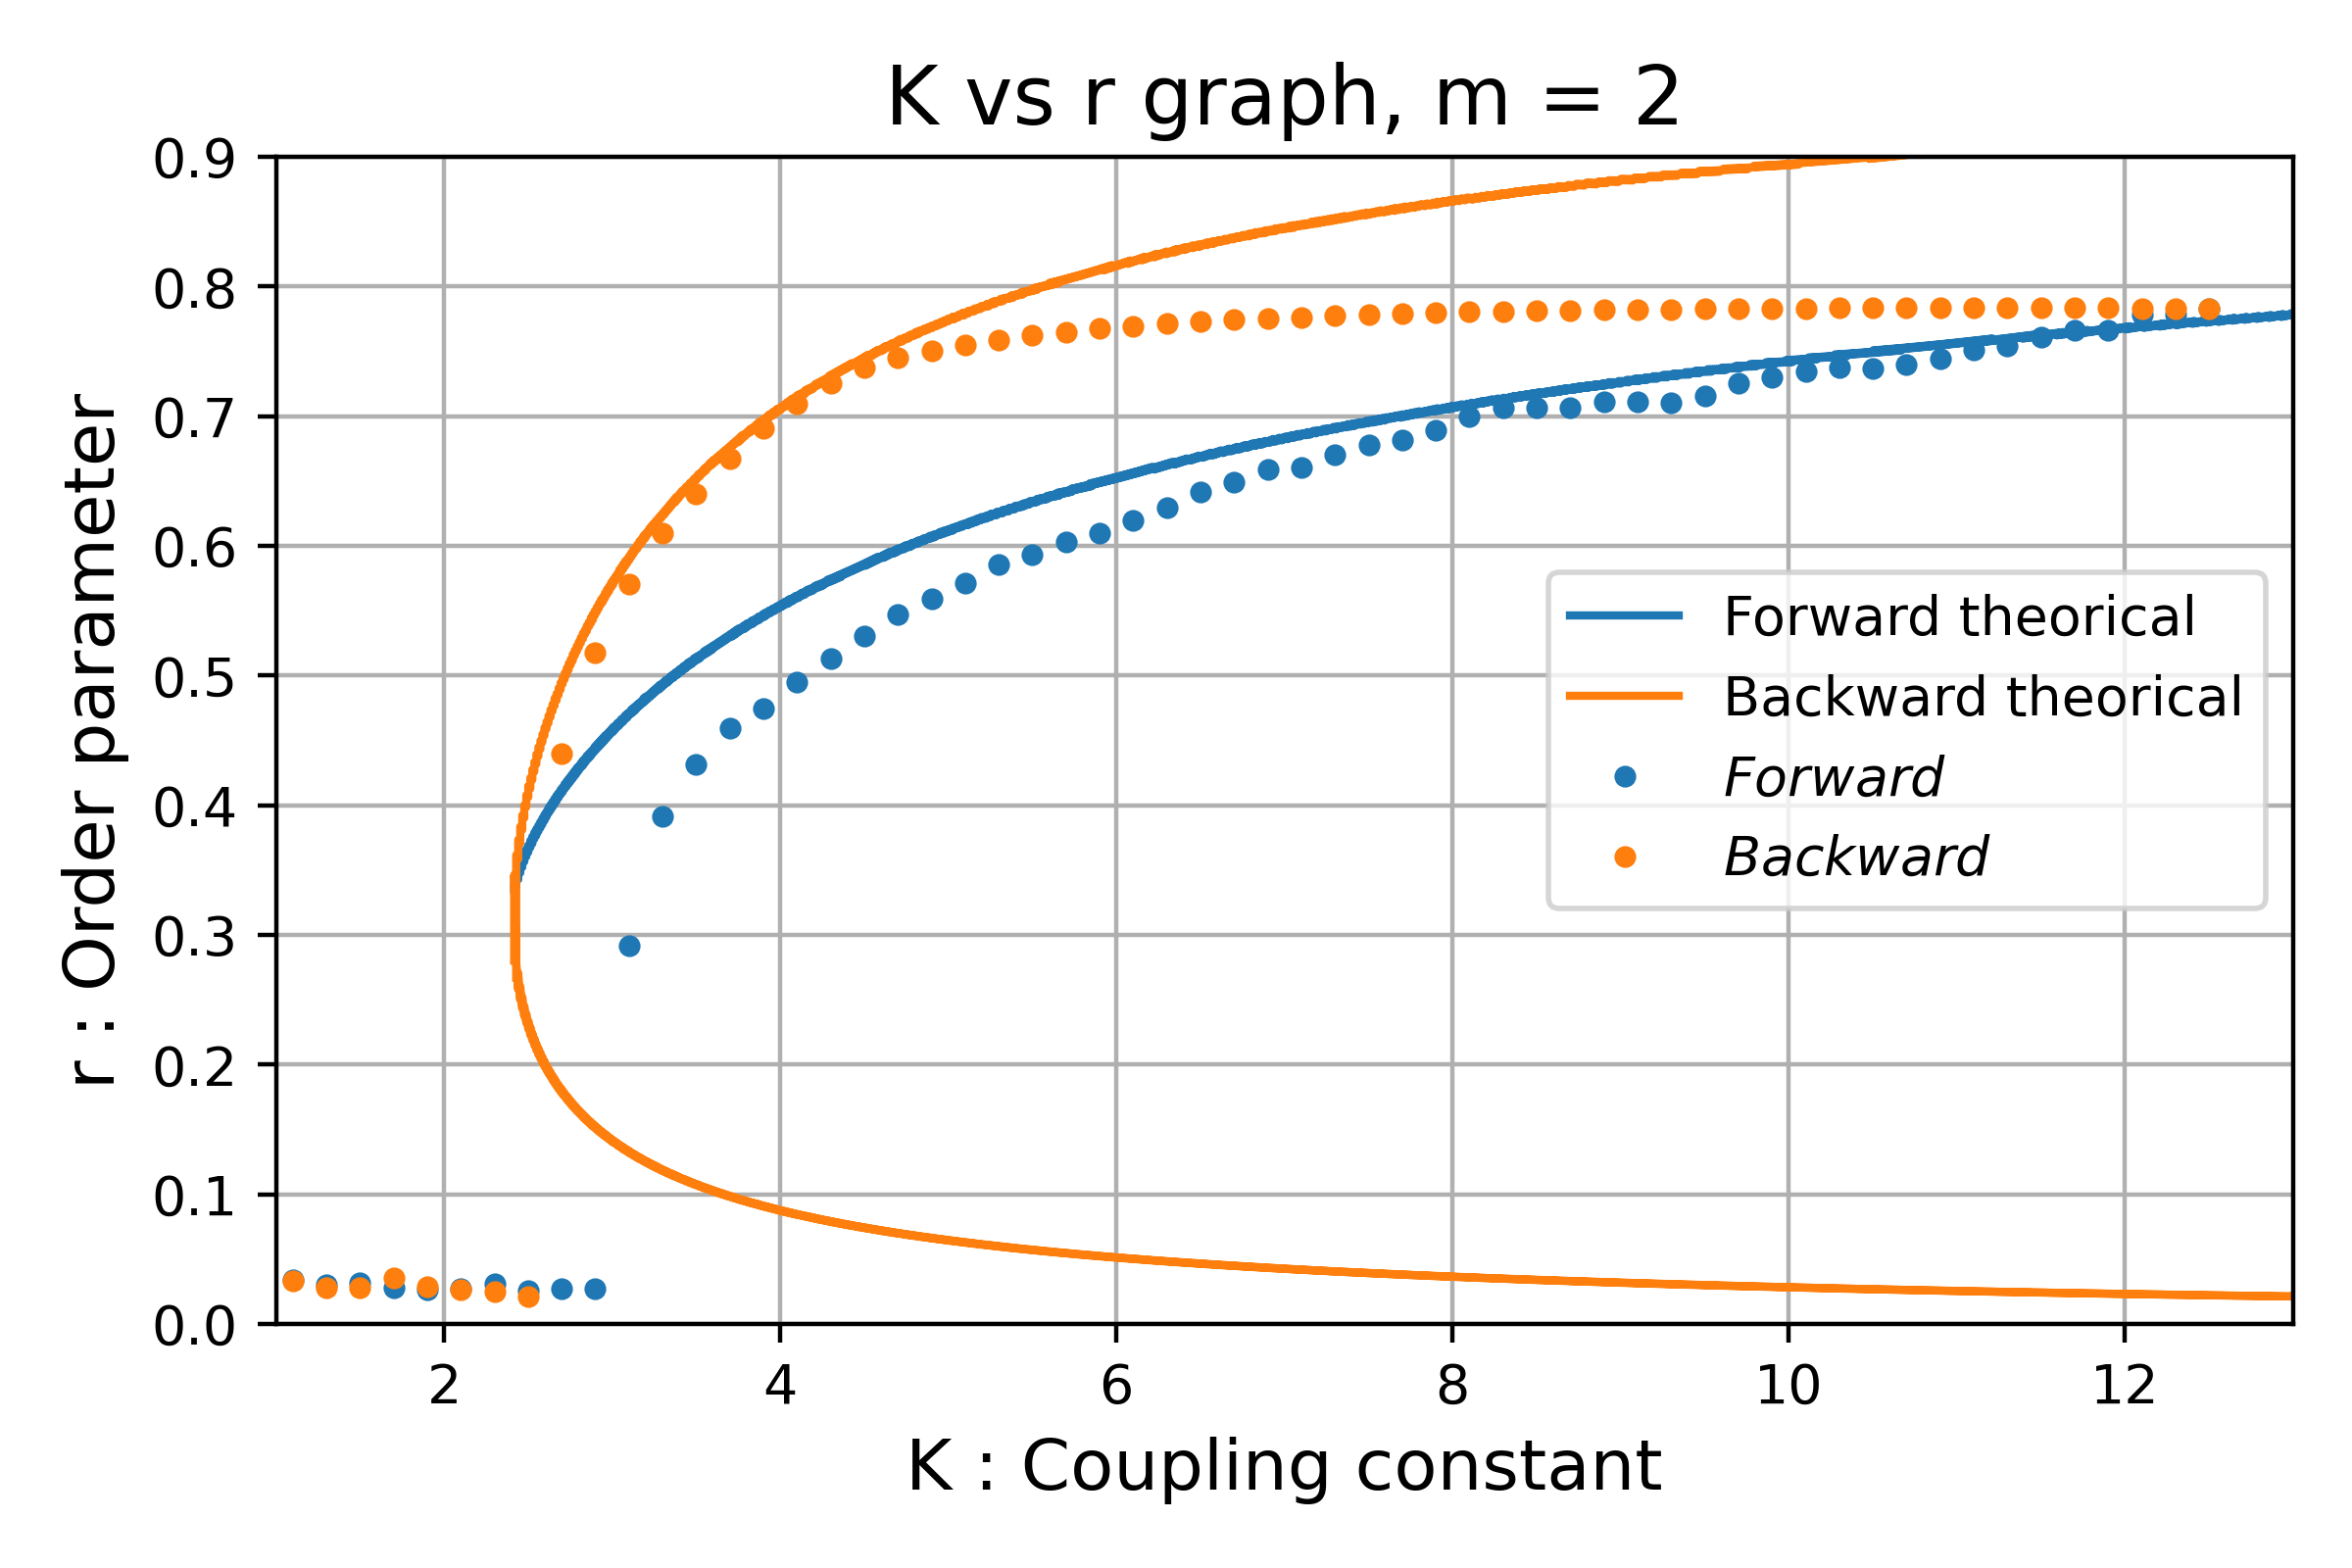 K vs r graph, m = 2
0.9
0.8
0.7
0.6
0.5
0.4
0.3
0.2
0.1
0.0
r : Order parameter
Forward theorical
Backward theorical
Forward
Backward
2 4 6 8 10 12
K : Coupling constant